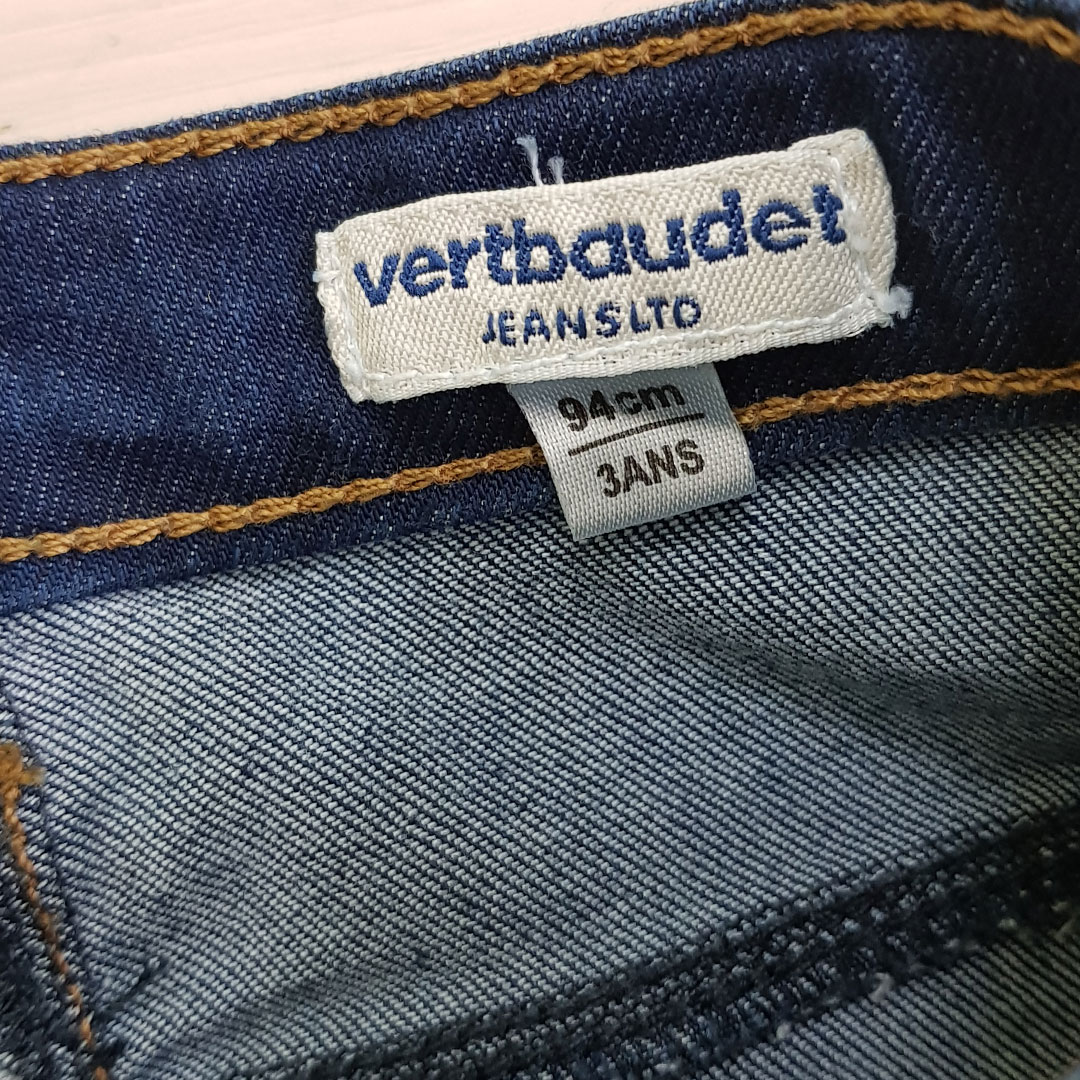 vertbaudet
JEANS LTD
94cm
3ANS